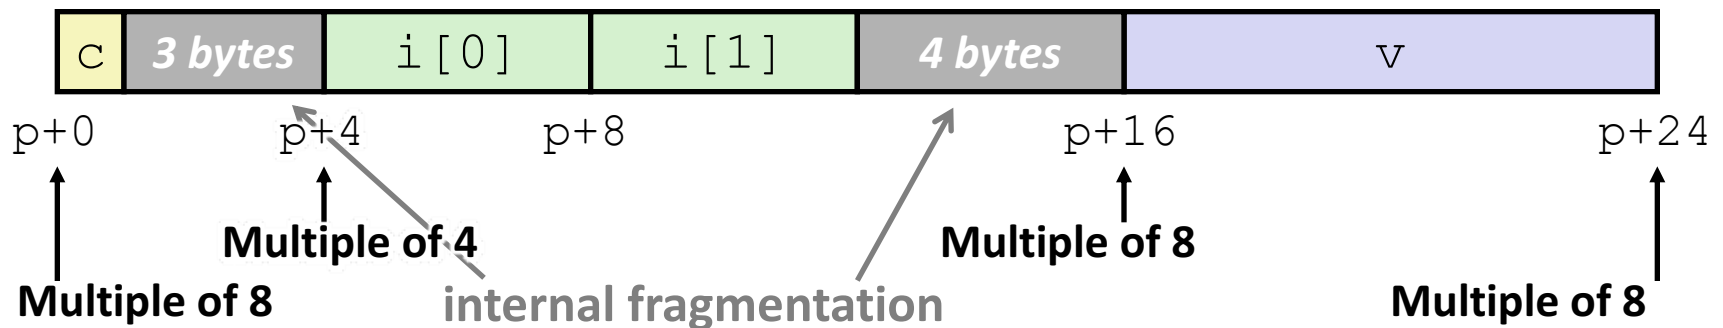 c 3 bytes i[0] i[1] 4 bytes v
p+0 p+4 p+8 p+16 p+24
Multiple of 4 Multiple of 8
Multiple of 8 internal fragmentation Multiple of 8